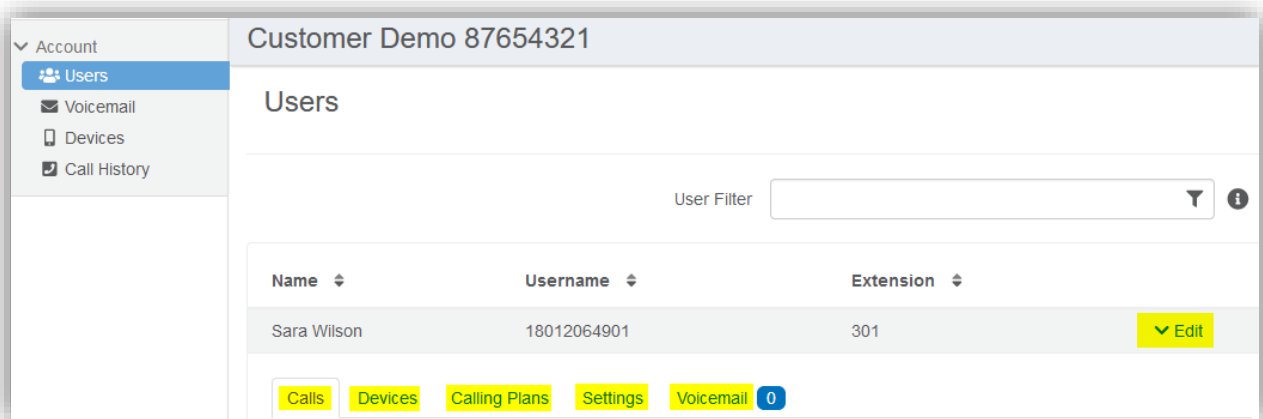 Account
Users
Voicemail
Devices
Call History
Customer Demo 87654321
Users
User Filter
Name Username Extension
Sara Wilson 18012064901 301 Edit
Calls Devices Calling Plans Settings Voicemail 0